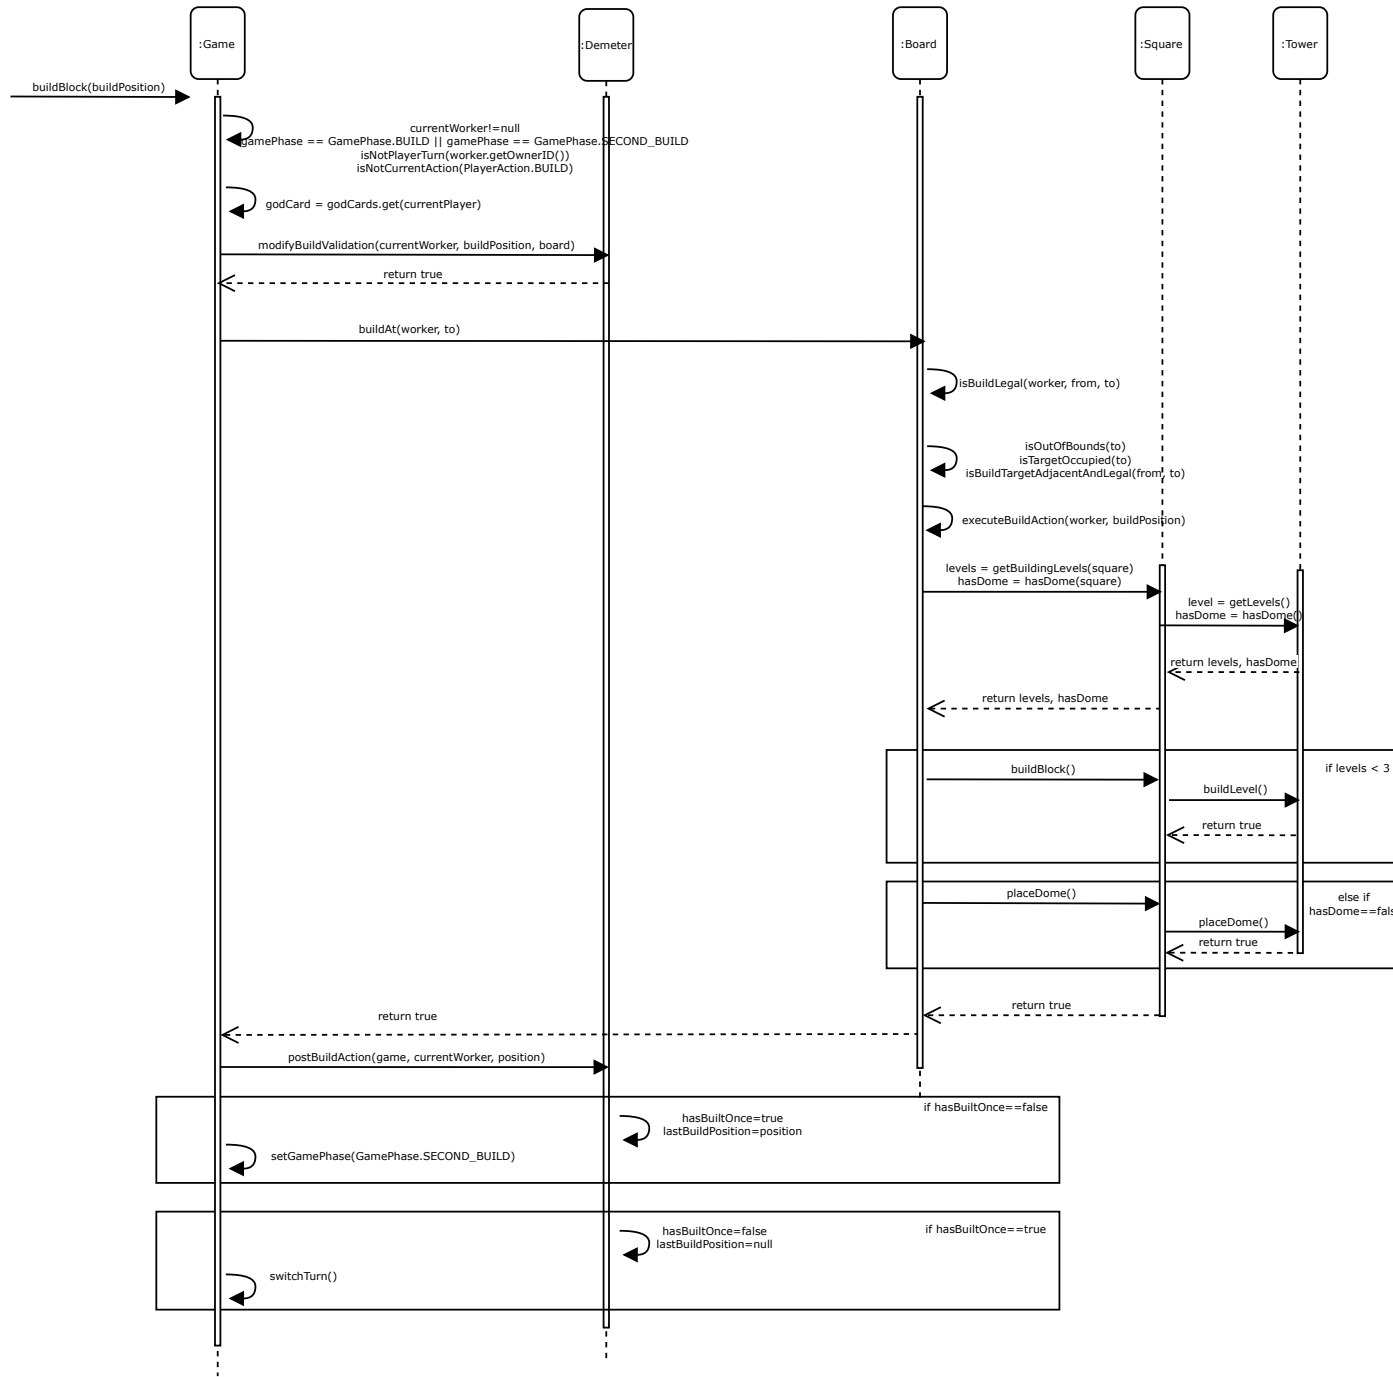 :Game
:Demeter
:Board
:Square
:Tower
buildBlock(buildPosition)
currentWorker!=null
gamePhase == GamePhase.BUILD || gamePhase == GamePhase.SECOND_BUILD
isNotPlayerTurn(worker.getOwnerID())
isNotCurrentAction(PlayerAction.BUILD)
godCard = godCards.get(currentPlayer)
modifyBuildValidation(currentWorker, buildPosition, board)
return true
buildAt(worker, to)
isBuildLegal(worker, from, to)
isOutOfBounds(to)
isTargetOccupied(to)
isBuildTargetAdjacentAndLegal(from, to)
executeBuildAction(worker, buildPosition)
levels = getBuildingLevels(square)
hasDome = hasDome(square)
level = getLevels()
hasDome = hasDome()
return levels, hasDome
return levels, hasDome
if levels < 3
buildBlock()
buildLevel()
return true
placeDome()
else if
hasDome==fals
placeDome()
return true
return true
return true
postBuildAction(game, currentWorker, position)
if hasBuiltOnce==false
hasBuiltOnce=true
lastBuildPosition=position
setGamePhase(GamePhase.SECOND_BUILD)
if hasBuiltOnce==true
hasBuiltOnce=false
lastBuildPosition=null
switchTurn()